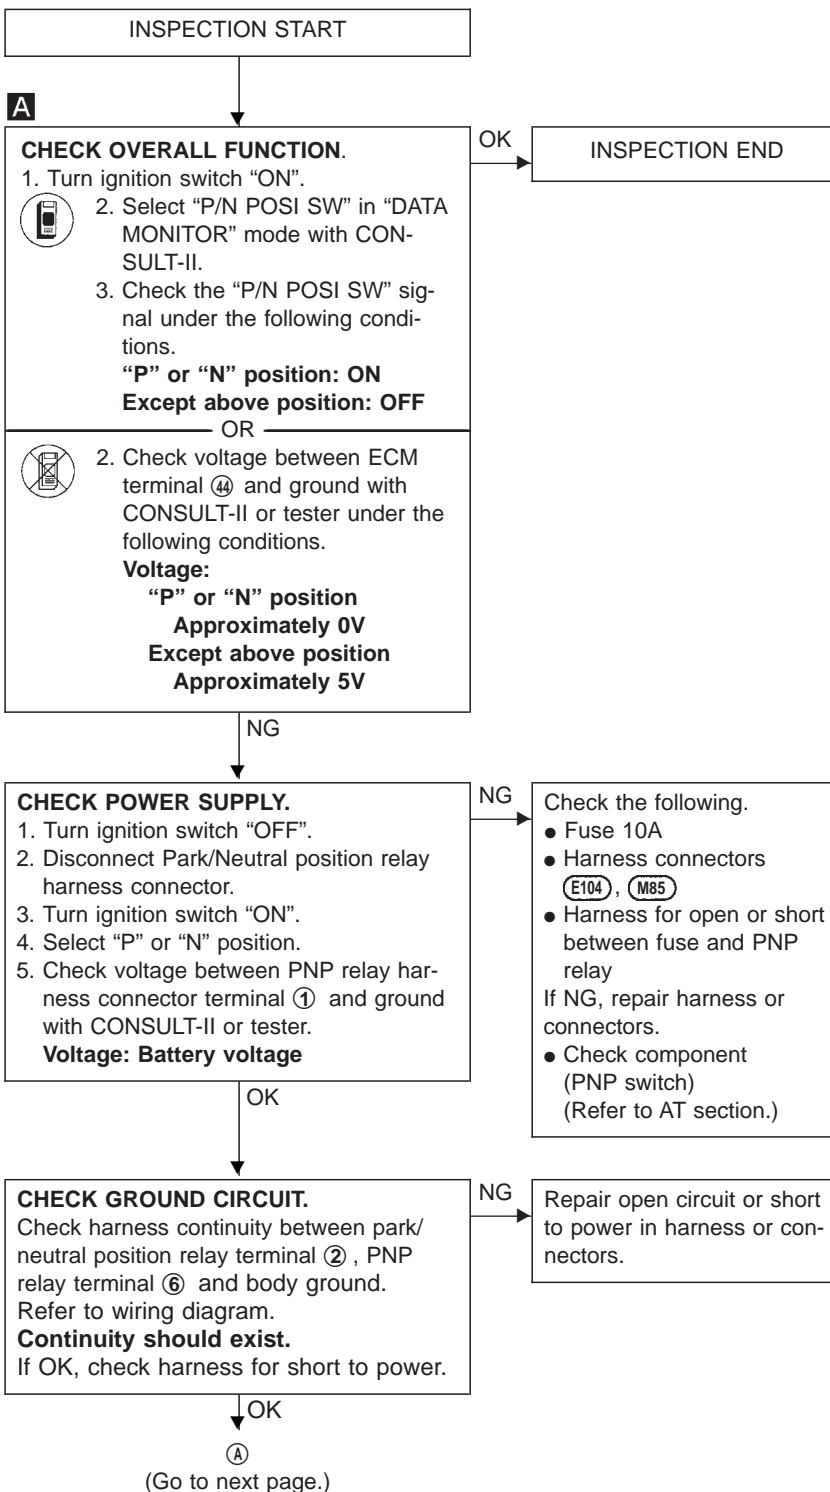 INSPECTION START
A
CHECK OVERALL FUNCTION.
1. Turn ignition switch “ON”.
2. Select “P/N POSI SW” in “DATA
MONITOR” mode with CON-
SULT-II.
3. Check the “P/N POSI SW” sig-
nal under the following condi-
tions.
“P” or “N” position: ON
Except above position: OFF
OR
2. Check voltage between ECM
terminal 44 and ground with
CONSULT-II or tester under the
following conditions.
Voltage:
“P” or “N” position
Approximately 0V
Except above position
Approximately 5V
OK
INSPECTION END
NG
CHECK POWER SUPPLY.
1. Turn ignition switch “OFF”.
2. Disconnect Park/Neutral position relay
harness connector.
3. Turn ignition switch “ON”.
4. Select “P” or “N” position.
5. Check voltage between PNP relay har-
ness connector terminal ① and ground
with CONSULT-II or tester.
Voltage: Battery voltage
NG
Check the following.
● Fuse 10A
● Harness connectors
E104, M85
● Harness for open or short
between fuse and PNP
relay
If NG, repair harness or
connectors.
● Check component
(PNP switch)
(Refer to AT section.)
OK
CHECK GROUND CIRCUIT.
Check harness continuity between park/
neutral position relay terminal ②, PNP
relay terminal ⑥ and body ground.
Refer to wiring diagram.
Continuity should exist.
If OK, check harness for short to power.
NG
Repair open circuit or short
to power in harness or con-
nectors.
OK
Ⓐ
(Go to next page.)